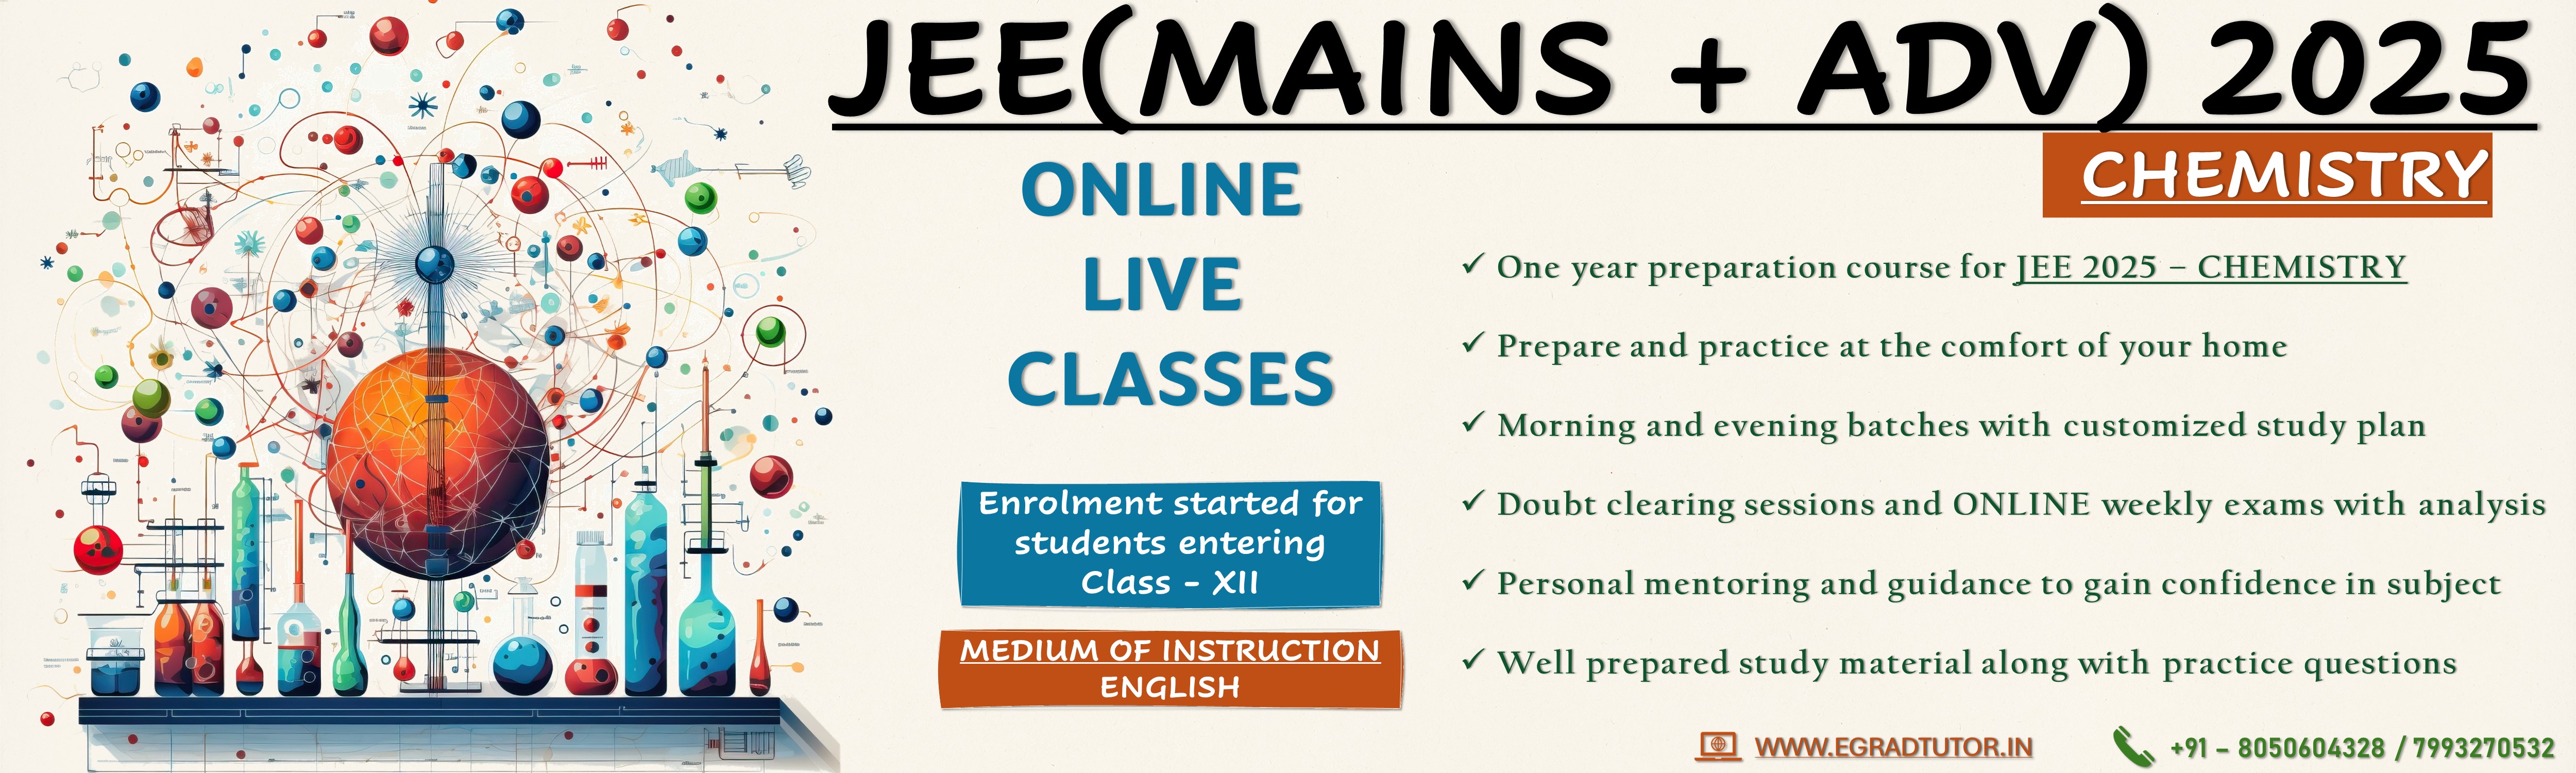 JEE(MAINS + ADV) 2025
CHEMISTRY
ONLINE
LIVE
CLASSES
Enrolment started for
students entering
Class - XII
MEDIUM OF INSTRUCTION
ENGLISH
✓ One year preparation course for JEE 2025 – CHEMISTRY
✓ Prepare and practice at the comfort of your home
✓ Morning and evening batches with customized study plan
✓ Doubt clearing sessions and ONLINE weekly exams with analysis
✓ Personal mentoring and guidance to gain confidence in subject
✓ Well prepared study material along with practice questions
WWW.EGRADTUTOR.IN
+91 – 8050604328 / 7993270532